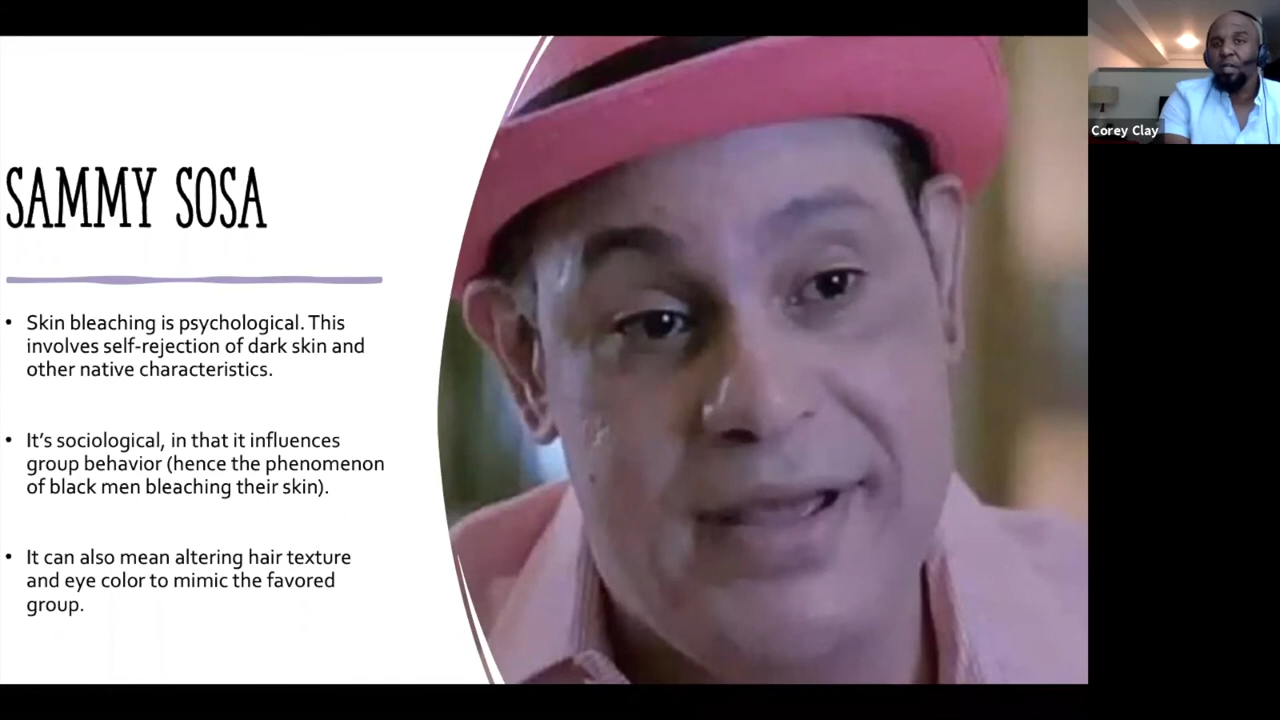 SAMMY SOSA
• Skin bleaching is psychological. This
involves self-rejection of dark skin and
other native characteristics.
• It's sociological, in that it influences
group behavior (hence the phenomenon
of black men bleaching their skin).
• It can also mean altering hair texture
and eye color to mimic the favored
group.
Corey Clay